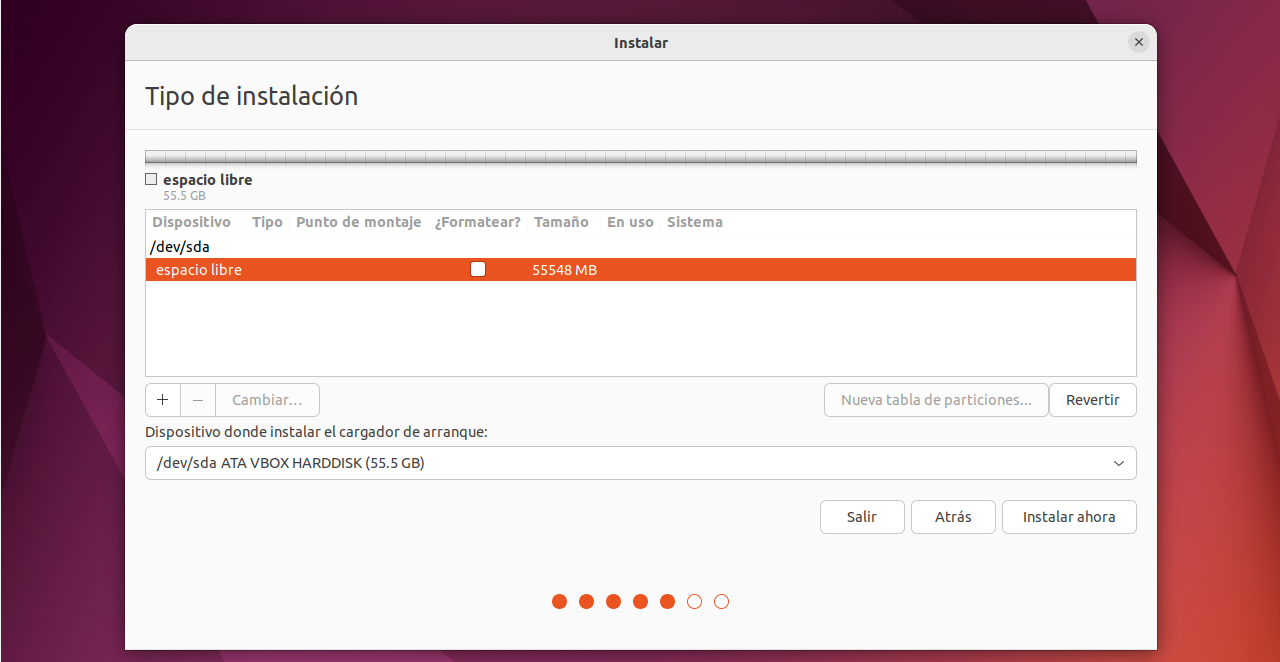 Instalar
Tipo de instalación
espacio libre
55.5 GB
Dispositivo Tipo Punto de montaje ¿Formatear? Tamaño En uso Sistema
/dev/sda
espacio libre 55548 MB
+ – Cambiar... Nueva tabla de particiones... Revertir
Dispositivo donde instalar el cargador de arranque:
/dev/sda ATA VBOX HARDDISK (55.5 GB)
Salir Atrás Instalar ahora